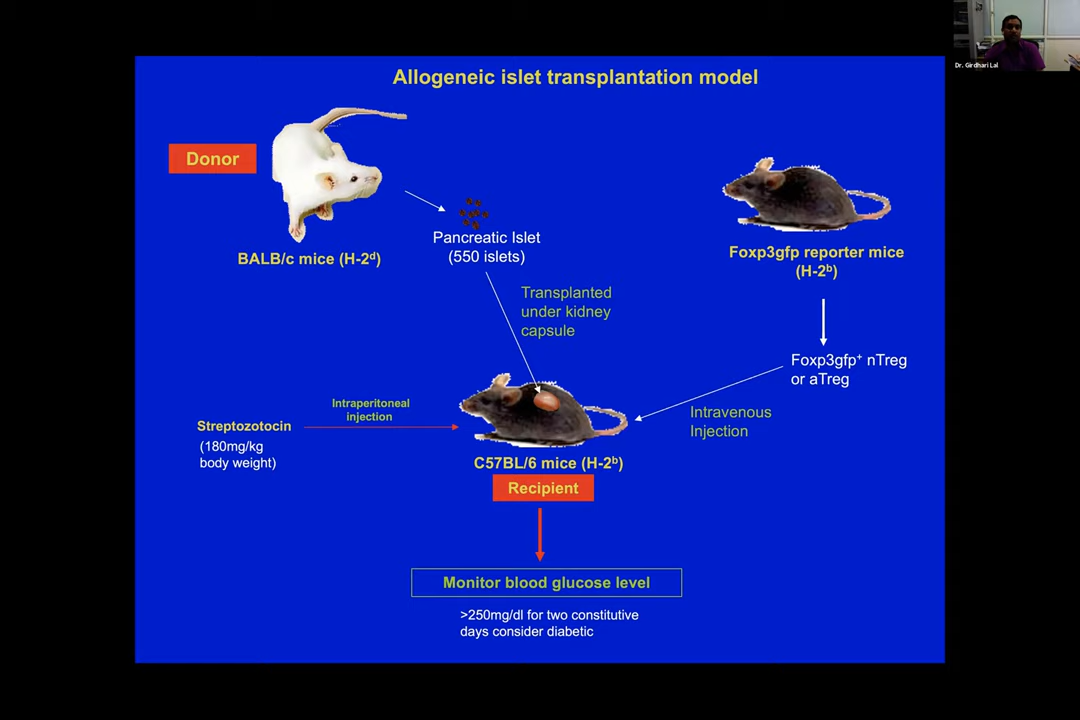 Dr. Girdhari Lal
Allogeneic islet transplantation model
Donor
BALB/c mice (H-2ᵈ)
Pancreatic Islet
(550 islets)
Transplanted
under kidney
capsule
Foxp3gfp reporter mice
(H-2ᵇ)
Foxp3gfp⁺ nTreg
or aTreg
Intravenous
Injection
Intraperitoneal
injection
Streptozotocin
(180mg/kg
body weight)
C57BL/6 mice (H-2ᵇ)
Recipient
Monitor blood glucose level
>250mg/dl for two constitutive
days consider diabetic